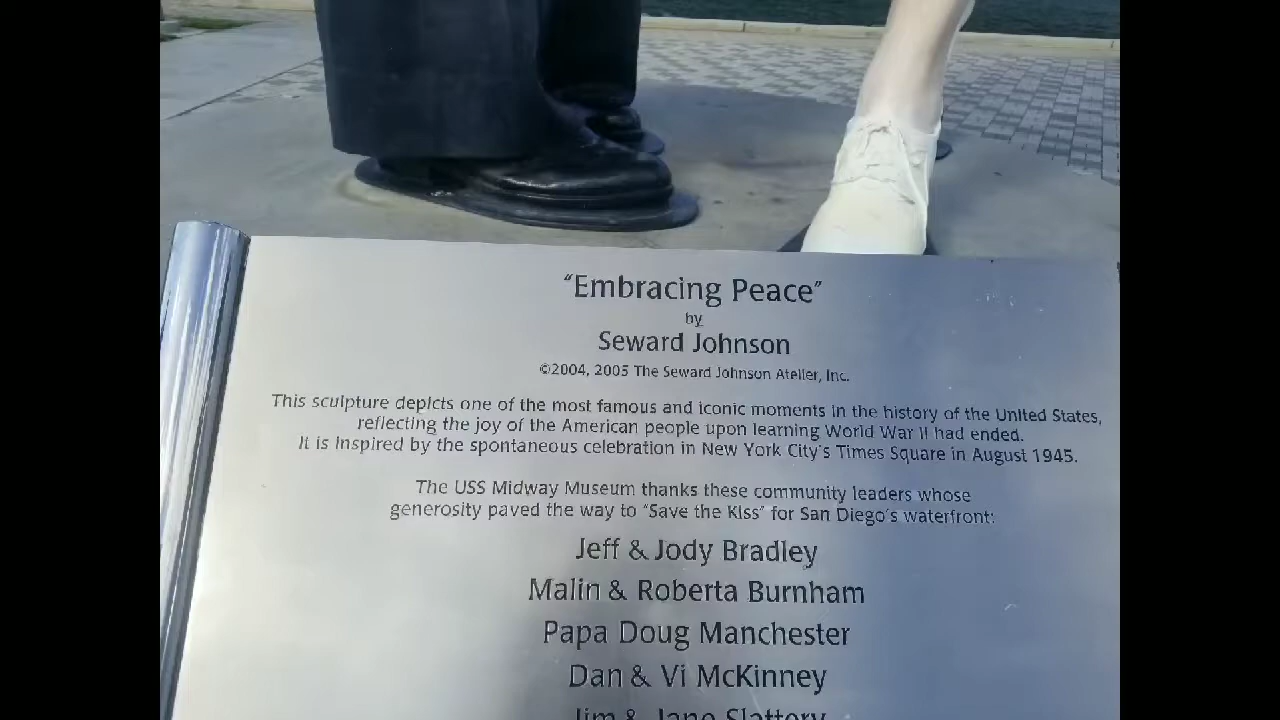 "Embracing Peace"
by
Seward Johnson
©2004, 2005 The Seward Johnson Atelier, Inc.
This sculpture depicts one of the most famous and iconic moments in the history of the United States,
reflecting the joy of the American people upon learning World War II had ended.
It is inspired by the spontaneous celebration in New York City's Times Square in August 1945.
The USS Midway Museum thanks these community leaders whose
generosity paved the way to "Save the Kiss" for San Diego's waterfront:
Jeff & Jody Bradley
Malin & Roberta Burnham
Papa Doug Manchester
Dan & Vi McKinney
Jim & Jane Slattery